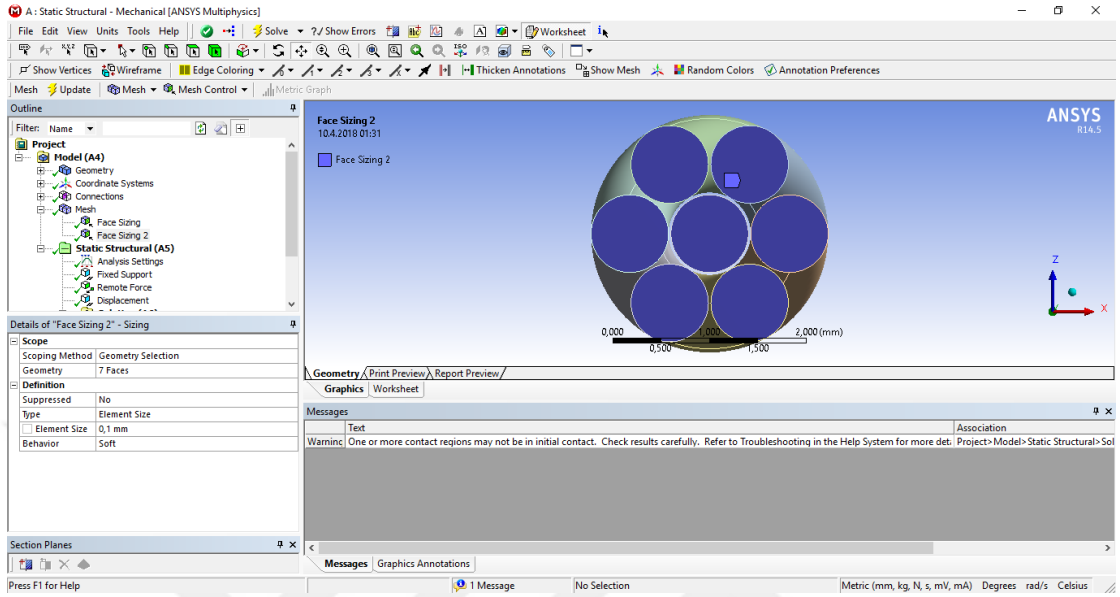 A : Static Structural - Mechanical [ANSYS Multiphysics]
File Edit View Units Tools Help Solve ?/ Show Errors Worksheet
Show Vertices Wireframe Edge Coloring Thicken Annotations Show Mesh Random Colors Annotation Preferences
Mesh Update Mesh Mesh Control Metric Graph
Outline
Filter: Name
Project
Model (A4)
Geometry
Coordinate Systems
Connections
Mesh
Face Sizing
Face Sizing 2
Static Structural (A5)
Analysis Settings
Fixed Support
Remote Force
Displacement
Details of "Face Sizing 2" - Sizing
Scope
Scoping Method Geometry Selection
Geometry 7 Faces
Definition
Suppressed No
Type Element Size
Element Size 0,1 mm
Behavior Soft
Section Planes
Press F1 for Help
Face Sizing 2
10.4.2018 01:31
Face Sizing 2
ANSYS
R14.5
Z
X
0,000 1,000 2,000 (mm)
0,500 1,500
Geometry Print Preview Report Preview
Graphics Worksheet
Messages
Text Association
Warninc One or more contact regions may not be in initial contact. Check results carefully. Refer to Troubleshooting in the Help System for more det Project>Model>Static Structural>Sol
Messages Graphics Annotations
1 Message No Selection Metric (mm, kg, N, s, mV, mA) Degrees rad/s Celsius